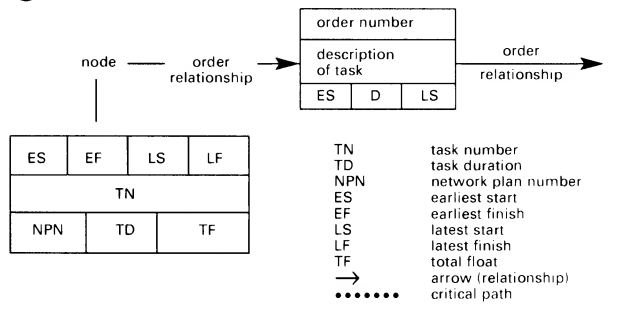 order number
description
of task
ES D LS
node
order
relationship
order
relationship
ES EF LS LF
TN
NPN TD TF
TN task number
TD task duration
NPN network plan number
ES earliest start
EF earliest finish
LS latest start
LF latest finish
TF total float
arrow (relationship)
critical path